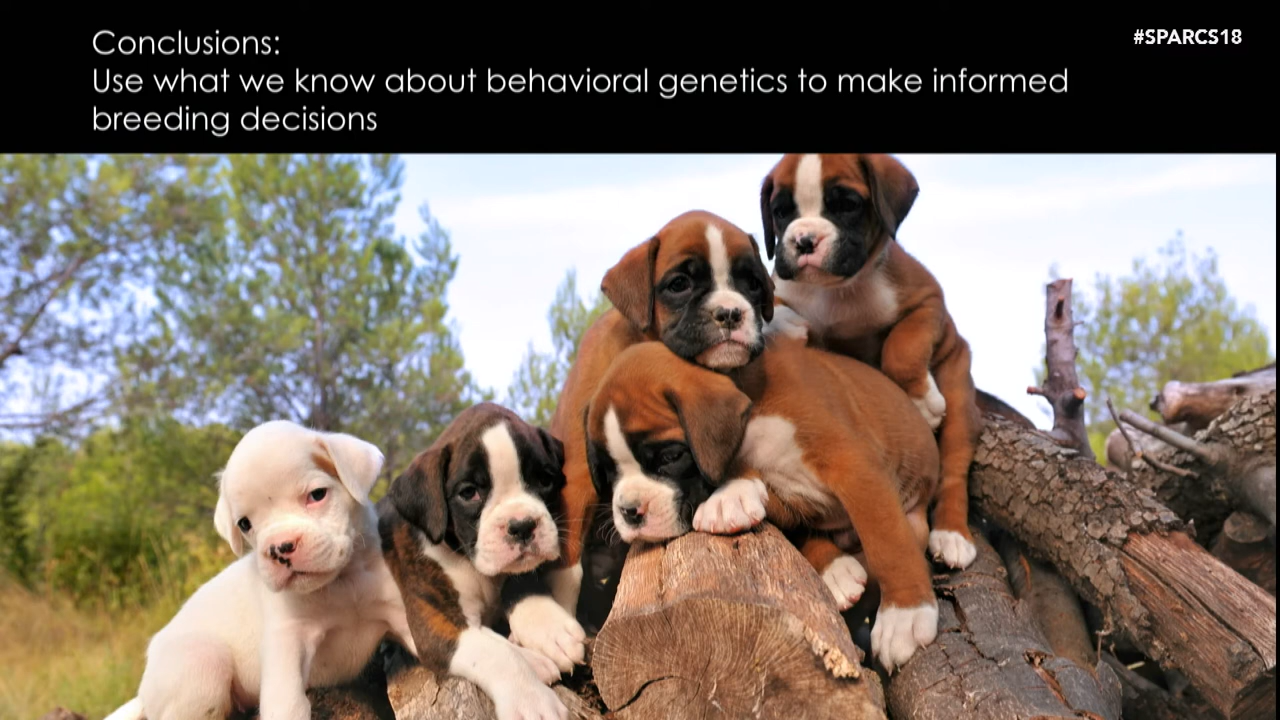 Conclusions:
#SPARCS18
Use what we know about behavioral genetics to make informed
breeding decisions